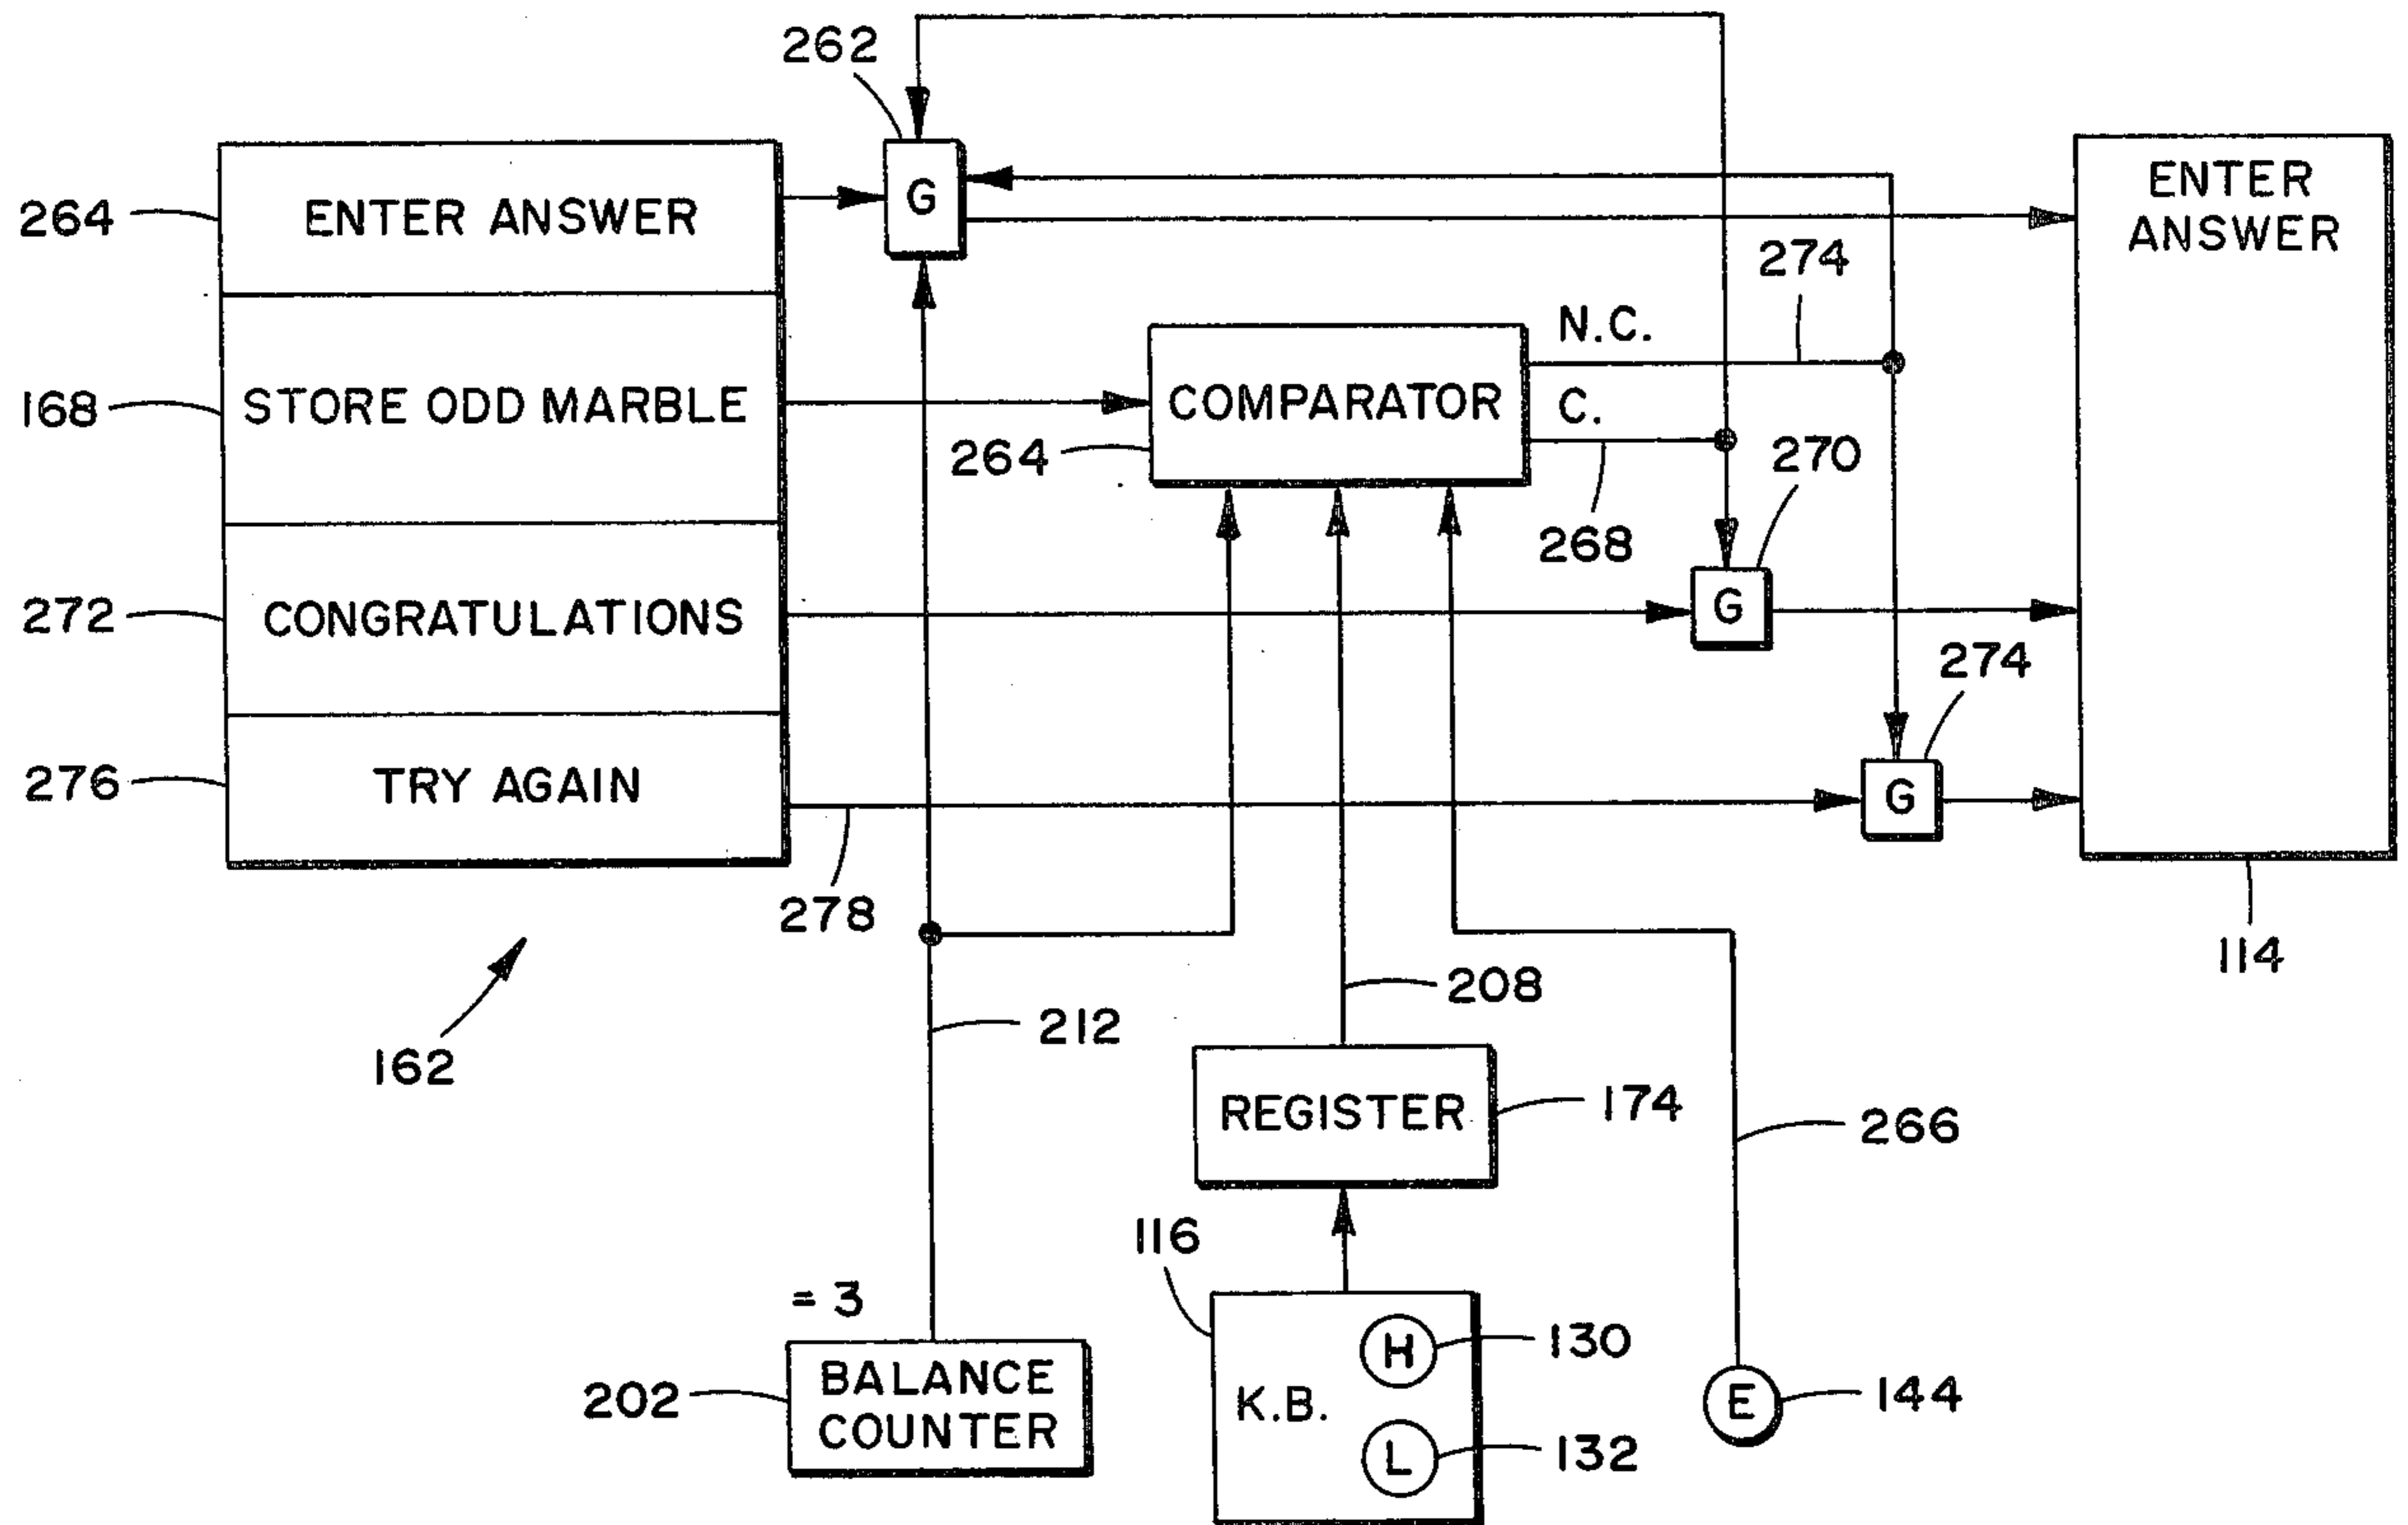 262
264
ENTER ANSWER
G
ENTER
ANSWER
274
N.C.
168
STORE ODD MARBLE
COMPARATOR
C.
264
270
268
272
CONGRATULATIONS
G
274
276
TRY AGAIN
G
278
114
162
212
208
REGISTER
174
266
116
= 3
202
BALANCE
COUNTER
K.B.
H
130
L
132
E
144